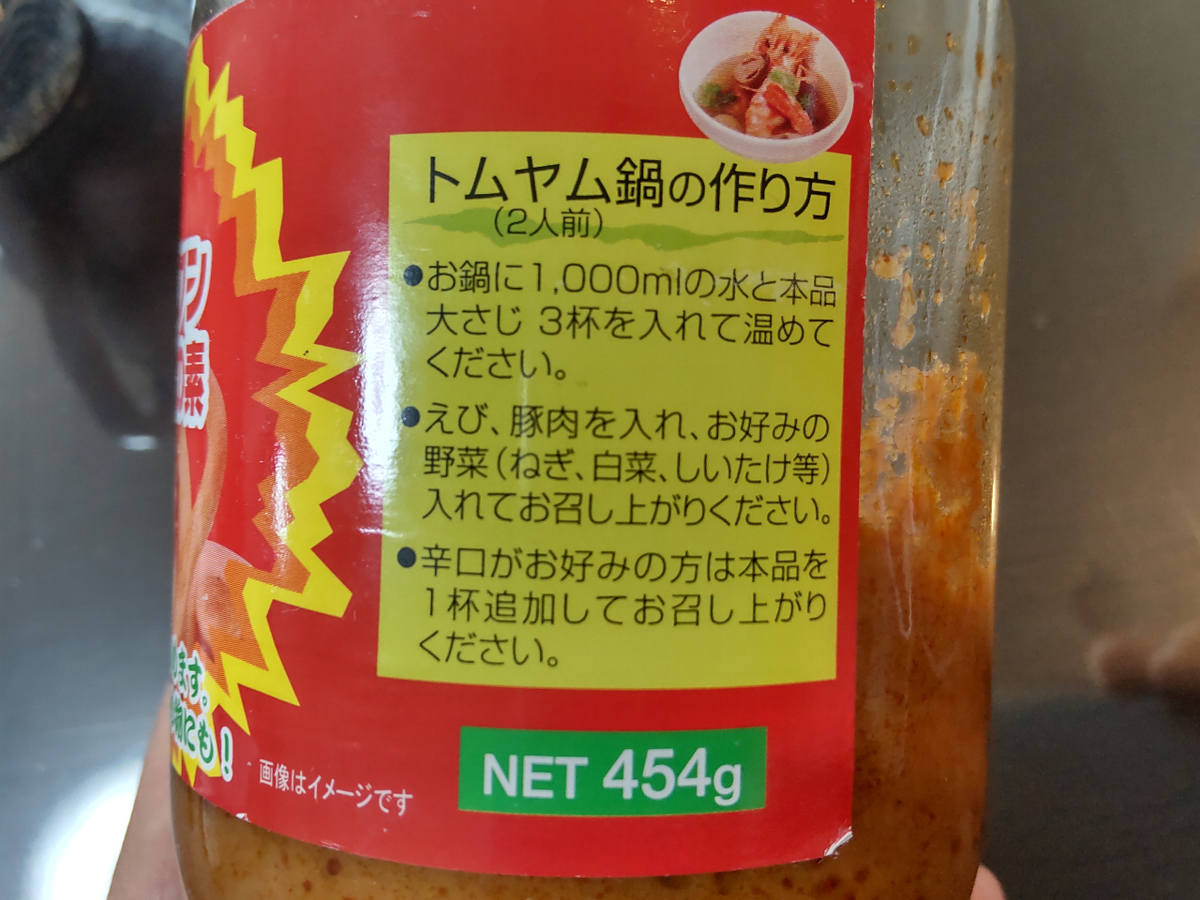 トムヤム鍋の作り方
(2人前)
●お鍋に1,000mlの水と本品
大さじ 3杯を入れて温めて
ください。
●えび、豚肉を入れ、お好みの
野菜(ねぎ、白菜、しいたけ等)
入れてお召し上がりください。
●辛口がお好みの方は本品を
1杯追加してお召し上がり
ください。
素
ます。
にも!
画像はイメージです
NET 454g